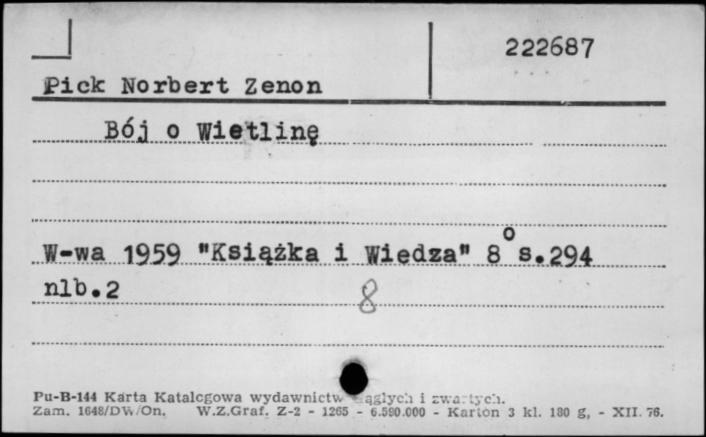 222687
Pick Norbert Zenon
Bój o Wietlinę
W-wa 1959 "Książka i Wiedza" 8° s.294
nlb.2
8
Pu-B-144 Karta Katalogowa wydawnictw ciągłych i zwartych.
Zam. 1648/DW/On. W.Z.Graf. Z-2 - 1265 - 6.590.000 - Karton 3 kl. 180 g, - XII. 76.